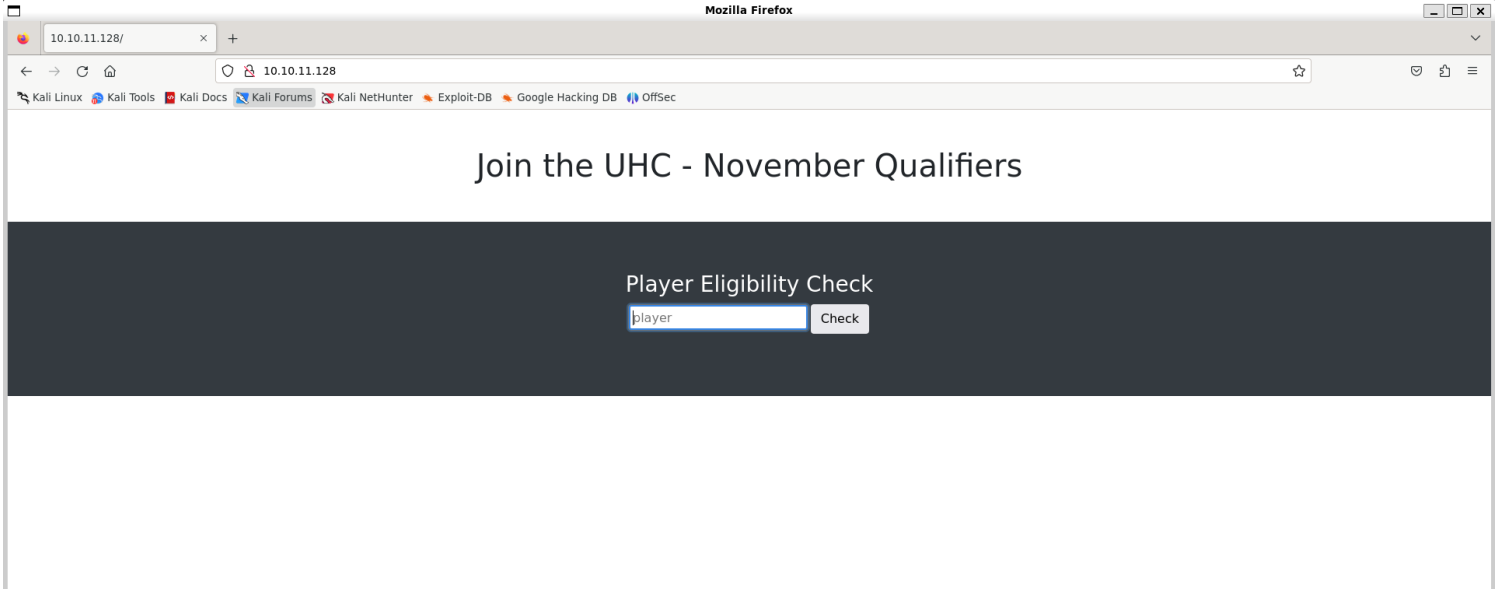 Mozilla Firefox
10.10.11.128/
10.10.11.128
Kali Linux Kali Tools Kali Docs Kali Forums Kali NetHunter Exploit-DB Google Hacking DB OffSec
Join the UHC - November Qualifiers
Player Eligibility Check
player Check